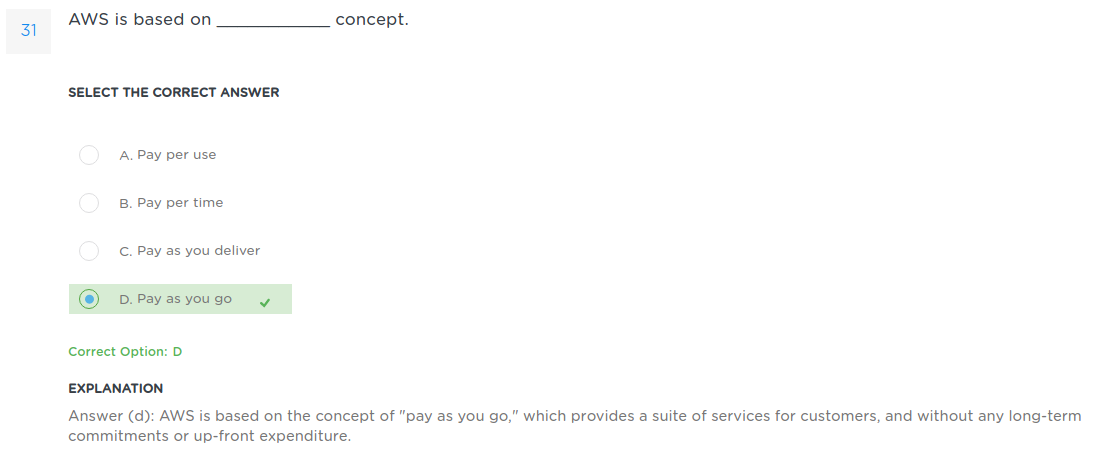 31
AWS is based on ____________ concept.
SELECT THE CORRECT ANSWER
A. Pay per use
B. Pay per time
C. Pay as you deliver
D. Pay as you go
Correct Option: D
EXPLANATION
Answer (d): AWS is based on the concept of "pay as you go," which provides a suite of services for customers, and without any long-term
commitments or up-front expenditure.